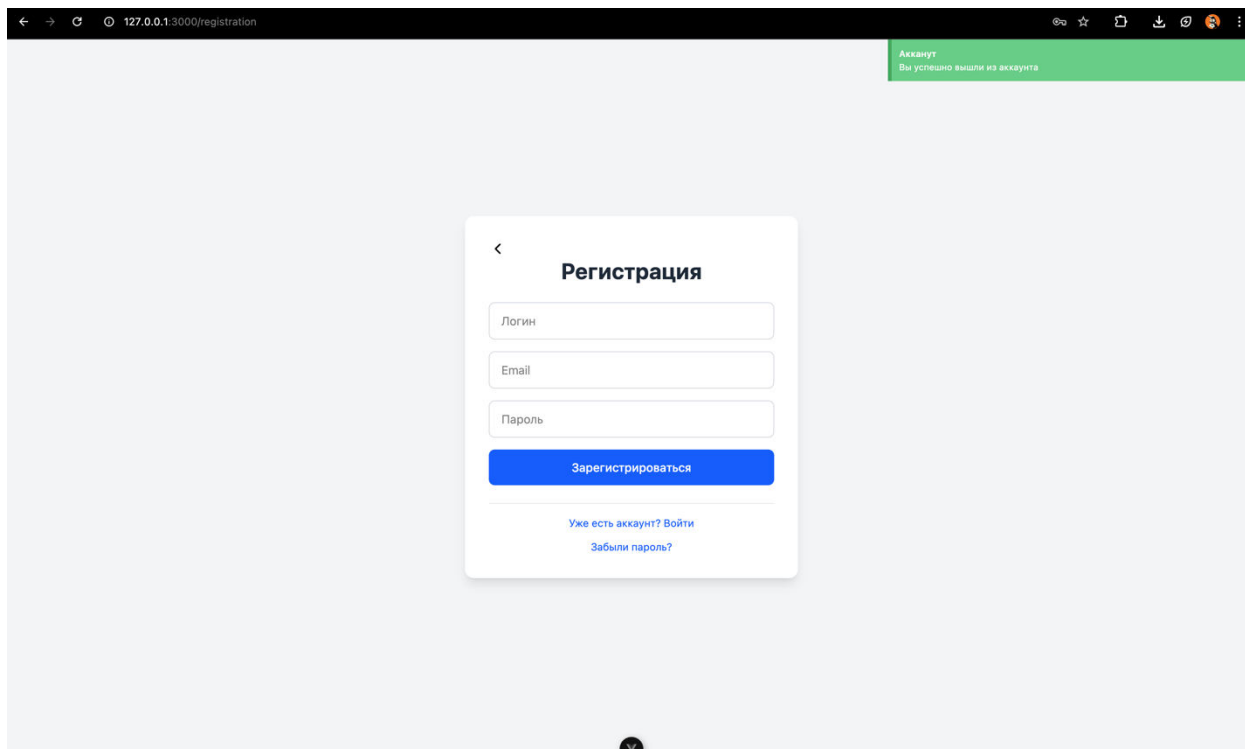 127.0.0.1:3000/registration
Акканут
Вы успешно вышли из аккаунта
Регистрация
Логин
Email
Пароль
Зарегистрироваться
Уже есть аккаунт? Войти
Забыли пароль?